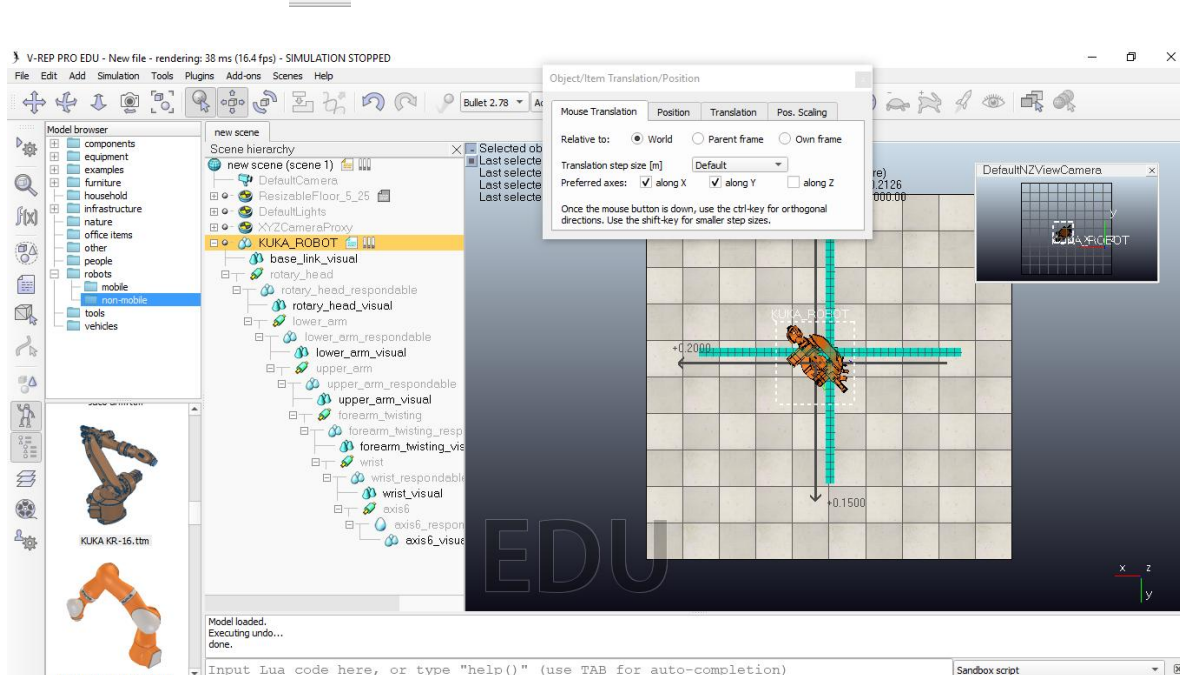 V-REP PRO EDU - New file - rendering: 38 ms (16.4 fps) - SIMULATION STOPPED
File Edit Add Simulation Tools Plugins Add-ons Scenes Help
Bullet 2.78
Model browser
components
equipment
examples
furniture
household
infrastructure
nature
office items
other
people
robots
mobile
non-mobile
tools
vehicles
KUKA KR-16.ttm
new scene
Scene hierarchy
new scene (scene 1)
DefaultCamera
ResizableFloor_5_25
DefaultLights
XYZCameraProxy
KUKA_ROBOT
base_link_visual
rotary_head
rotary_head_respondable
rotary_head_visual
lower_arm
lower_arm_respondable
lower_arm_visual
upper_arm
upper_arm_respondable
upper_arm_visual
forearm_twisting
forearm_twisting_resp
forearm_twisting_vis
wrist
wrist_respondable
wrist_visual
axis6
axis6_respon
axis6_visua
Selected ob
Last selecte
Last selecte
Last selecte
Last selecte
Object/Item Translation/Position
Mouse Translation Position Translation Pos. Scaling
Relative to: World Parent frame Own frame
Translation step size [m] Default
Preferred axes: along X along Y along Z
Once the mouse button is down, use the ctrl-key for orthogonal
directions. Use the shift-key for smaller step sizes.
DefaultNZViewCamera
KUKA_ROBOT
+0.2000
+0.1500
EDU
x z
y
Model loaded.
Executing undo...
done.
Input Lua code here, or type "help()" (use TAB for auto-completion)
Sandbox script